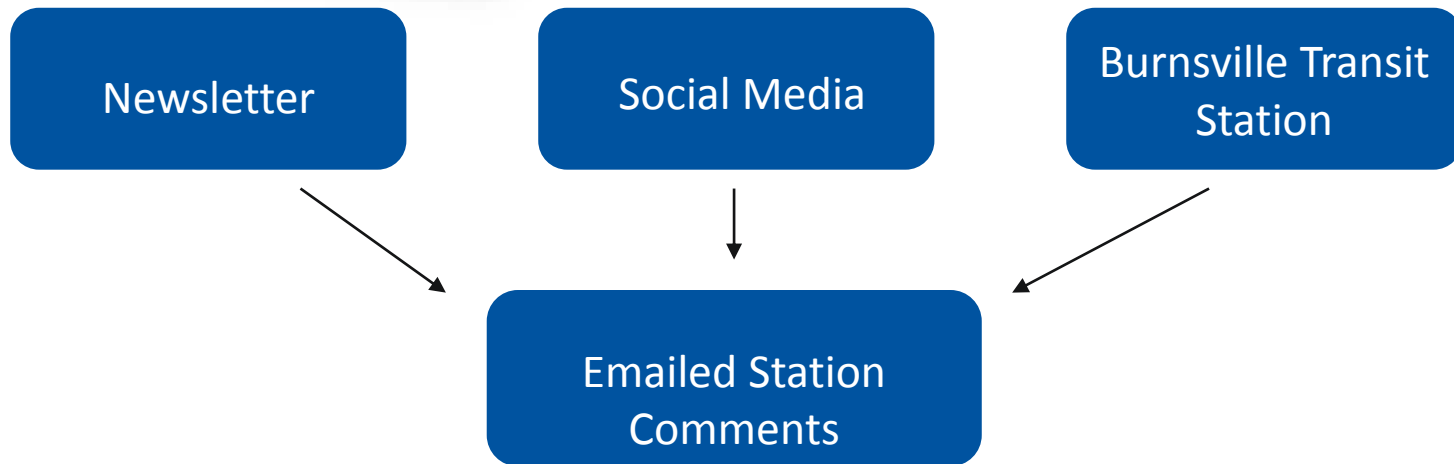 Newsletter
Social Media
Burnsville Transit
Station
Emailed Station
Comments